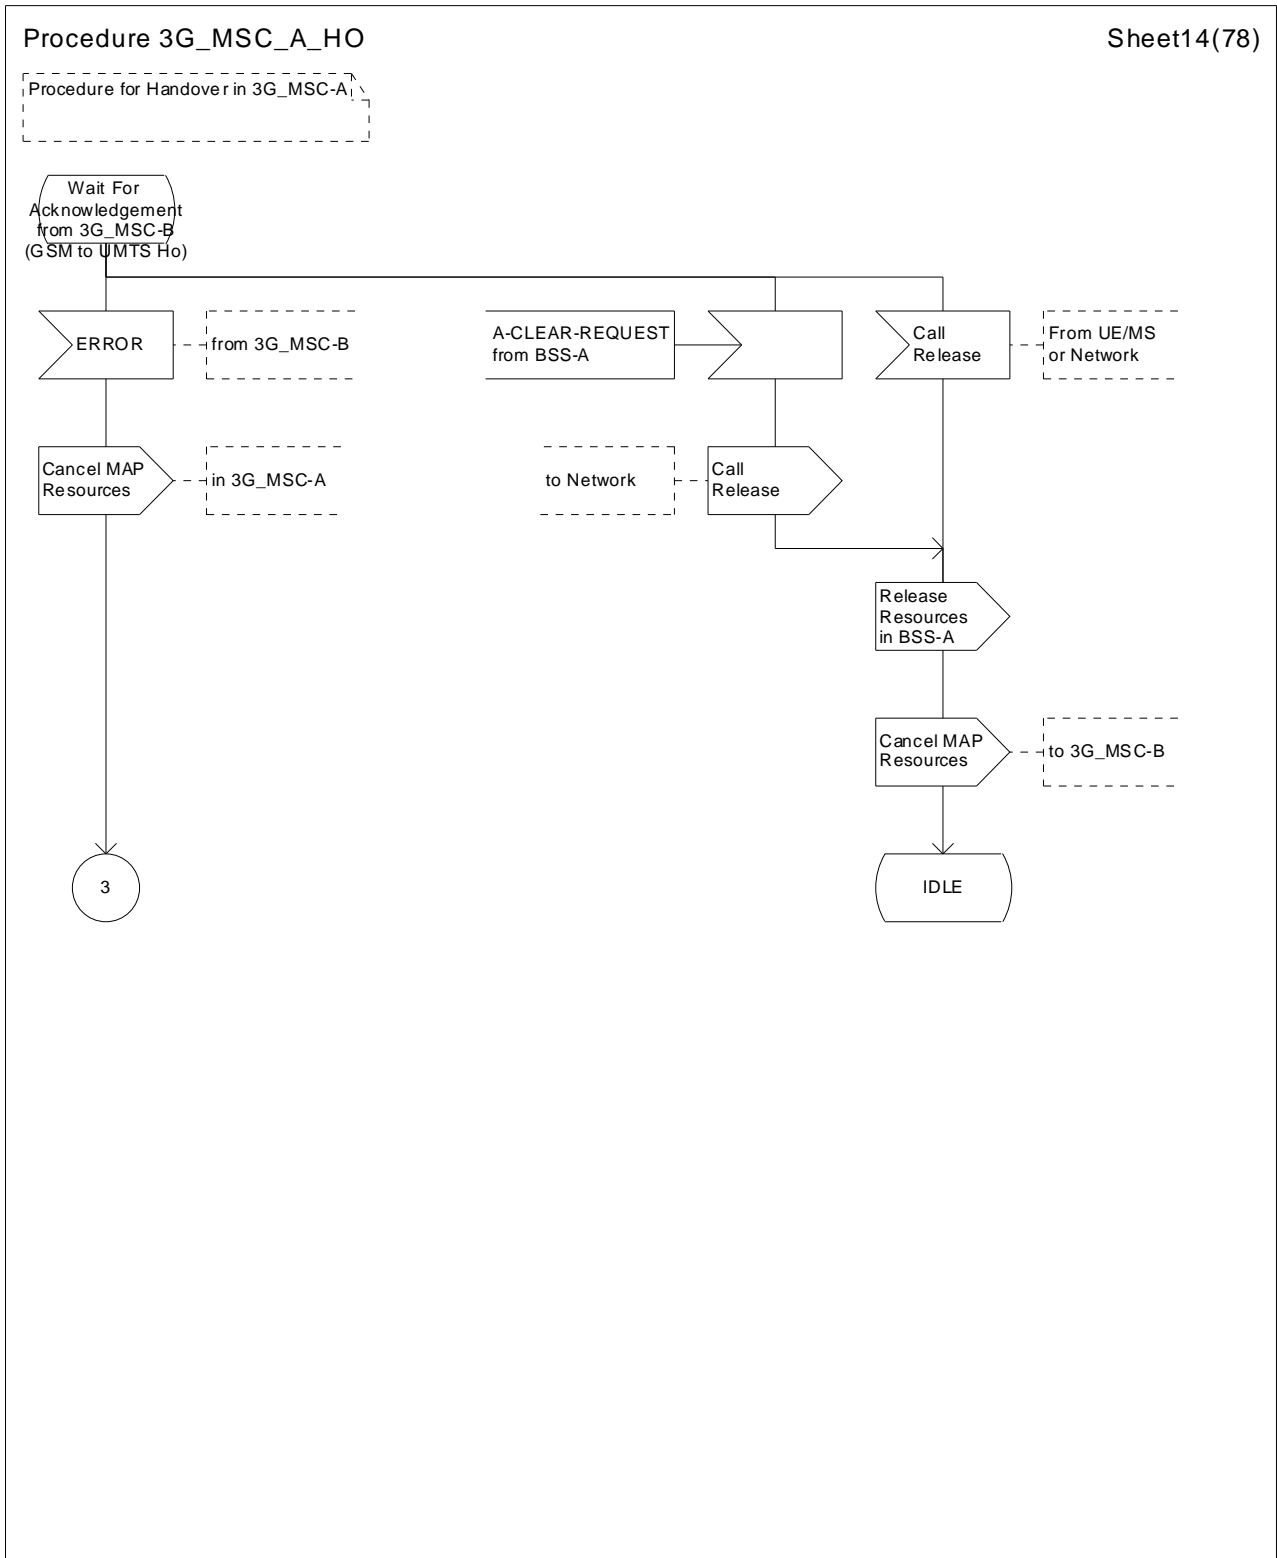 Procedure 3G_MSC_A_HO
Sheet14(78)
Procedure for Handover in 3G_MSC-A
Wait For
Acknowledgement
from 3G_MSC-B
(GSM to UMTS Ho)
ERROR
from 3G_MSC-B
A-CLEAR-REQUEST
from BSS-A
Call
Release
From UE/MS
or Network
Cancel MAP
Resources
in 3G_MSC-A
to Network
Call
Release
Release
Resources
in BSS-A
Cancel MAP
Resources
to 3G_MSC-B
3
IDLE